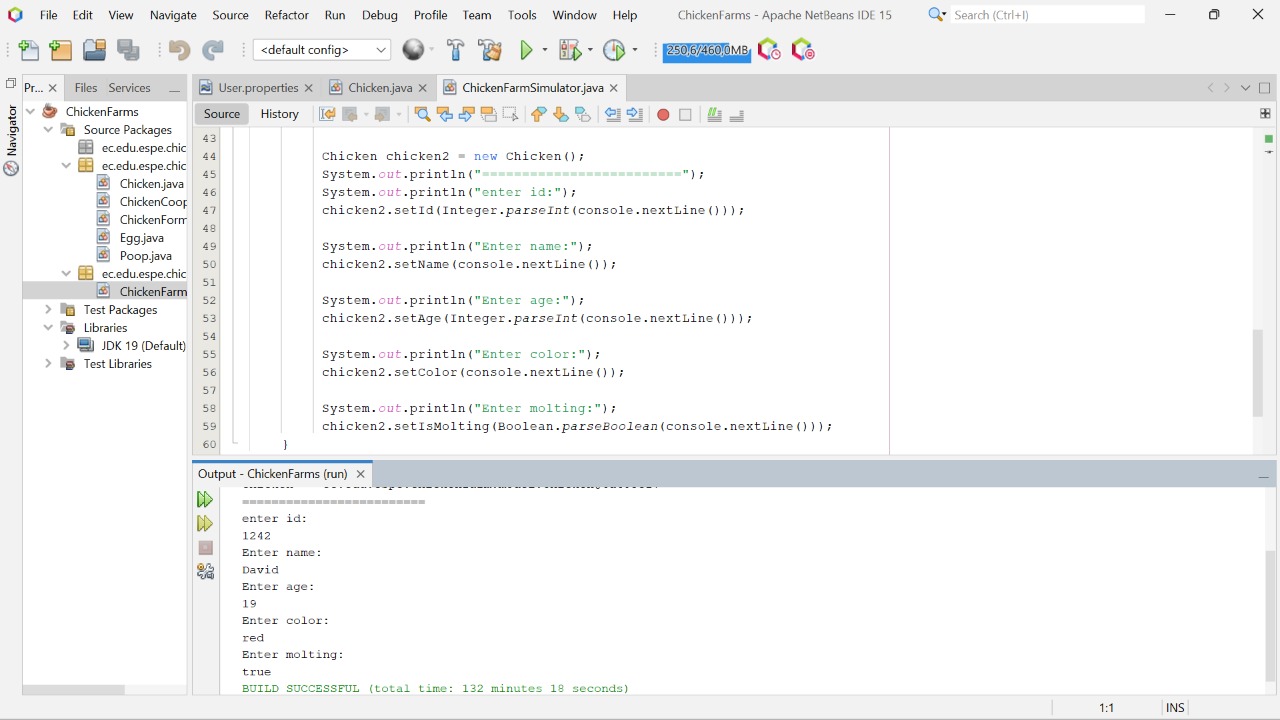 File Edit View Navigate Source Refactor Run Debug Profile Team Tools Window Help ChickenFarms - Apache NetBeans IDE 15 Search (Ctrl+I)
<default config> 250,6/460,0MB
Pr... Files Services User.properties Chicken.java ChickenFarmSimulator.java
Navigator
Source History
ChickenFarms
Source Packages
ec.edu.espe.chic
ec.edu.espe.chic
Chicken.java
ChickenCoop
ChickenForm
Egg.java
Poop.java
ec.edu.espe.chic
ChickenFarm
Test Packages
Libraries
JDK 19 (Default)
Test Libraries
43
44 Chicken chicken2 = new Chicken();
45 System.out.println("=========================");
46 System.out.println("enter id:");
47 chicken2.setId(Integer.parseInt(console.nextLine()));
48
49 System.out.println("Enter name:");
50 chicken2.setName(console.nextLine());
51
52 System.out.println("Enter age:");
53 chicken2.setAge(Integer.parseInt(console.nextLine()));
54
55 System.out.println("Enter color:");
56 chicken2.setColor(console.nextLine());
57
58 System.out.println("Enter molting:");
59 chicken2.setIsMolting(Boolean.parseBoolean(console.nextLine()));
60 }
Output - ChickenFarms (run)
=========================
enter id:
1242
Enter name:
David
Enter age:
19
Enter color:
red
Enter molting:
true
BUILD SUCCESSFUL (total time: 132 minutes 18 seconds)
1:1 INS